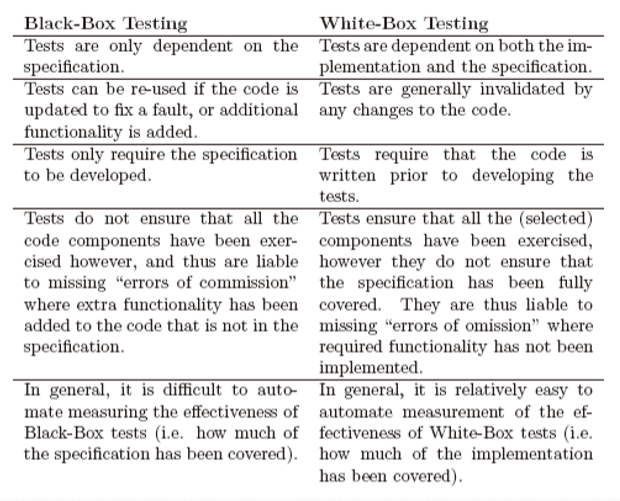 Black-Box Testing
White-Box Testing
Tests are only dependent on the
specification.
Tests are dependent on both the im-
plementation and the specification.
Tests can be re-used if the code is
updated to fix a fault, or additional
functionality is added.
Tests are generally invalidated by
any changes to the code.
Tests only require the specification
to be developed.
Tests require that the code is
written prior to developing the
tests.
Tests do not ensure that all the
code components have been exer-
cised however, and thus are liable
to missing “errors of commission”
where extra functionality has been
added to the code that is not in the
specification.
Tests ensure that all the (selected)
components have been exercised,
however they do not ensure that
the specification has been fully
covered. They are thus liable to
missing “errors of omission” where
required functionality has not been
implemented.
In general, it is difficult to auto-
mate measuring the effectiveness of
Black-Box tests (i.e. how much of
the specification has been covered).
In general, it is relatively easy to
automate measurement of the ef-
fectiveness of White-Box tests (i.e.
how much of the implementation
has been covered).